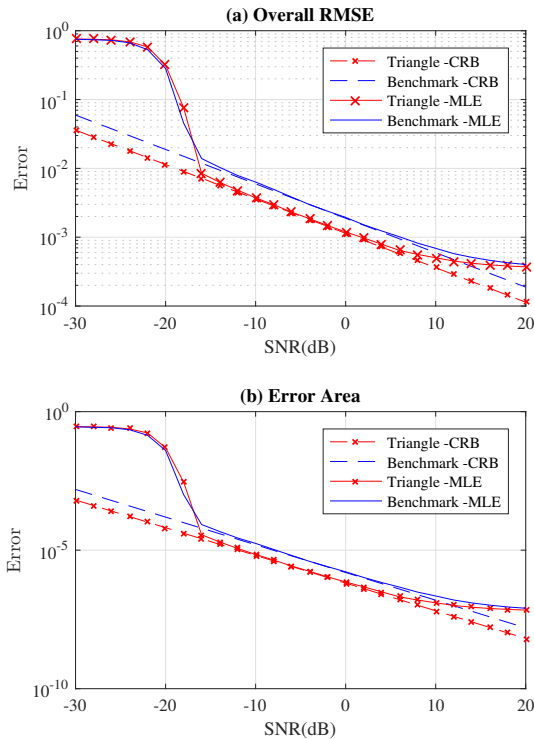 (a) Overall RMSE
10^0
10^-1
10^-2
10^-3
10^-4
Error
Triangle -CRB
Benchmark -CRB
Triangle -MLE
Benchmark -MLE
-30 -20 -10 0 10 20
SNR(dB)
(b) Error Area
10^0
10^-5
10^-10
Error
Triangle -CRB
Benchmark -CRB
Triangle -MLE
Benchmark -MLE
-30 -20 -10 0 10 20
SNR(dB)